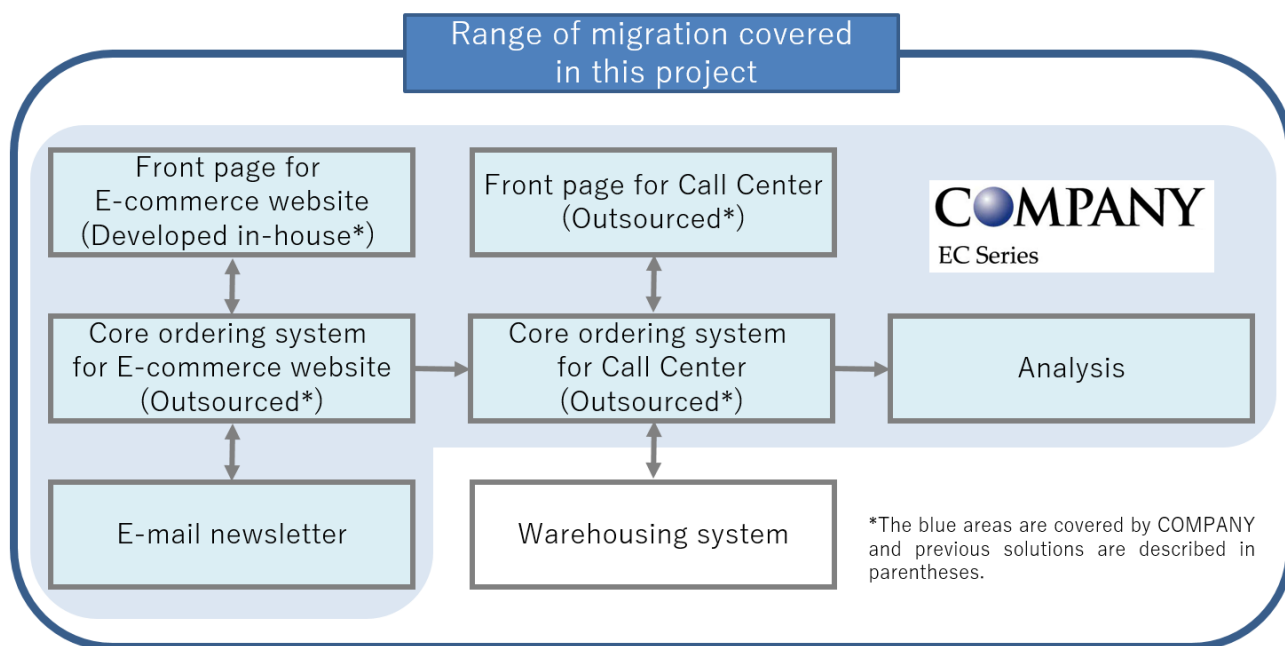 Range of migration covered
in this project
Front page for
E-commerce website
(Developed in-house*)
Front page for Call Center
(Outsourced*)
COMPANY
EC Series
Core ordering system
for E-commerce website
(Outsourced*)
Core ordering system
for Call Center
(Outsourced*)
Analysis
E-mail newsletter
Warehousing system
*The blue areas are covered by COMPANY
and previous solutions are described in
parentheses.